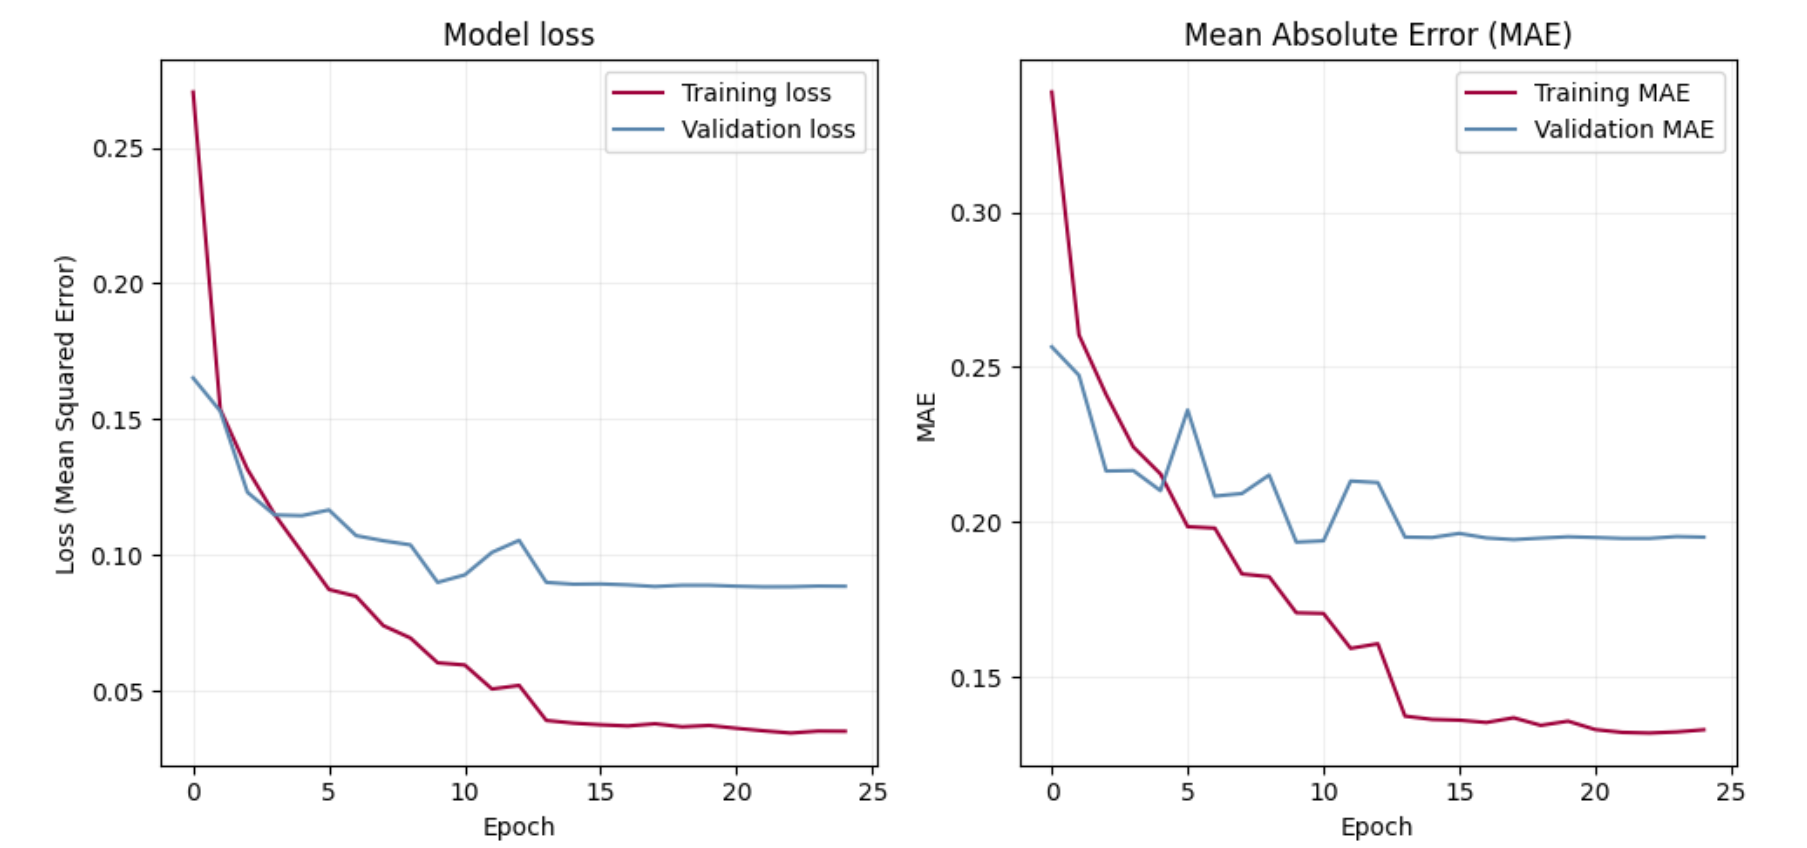 Model loss
Training loss
Validation loss
0.25
0.20
0.15
0.10
0.05
Loss (Mean Squared Error)
0 5 10 15 20 25
Epoch
Mean Absolute Error (MAE)
Training MAE
Validation MAE
0.30
0.25
0.20
0.15
MAE
0 5 10 15 20 25
Epoch